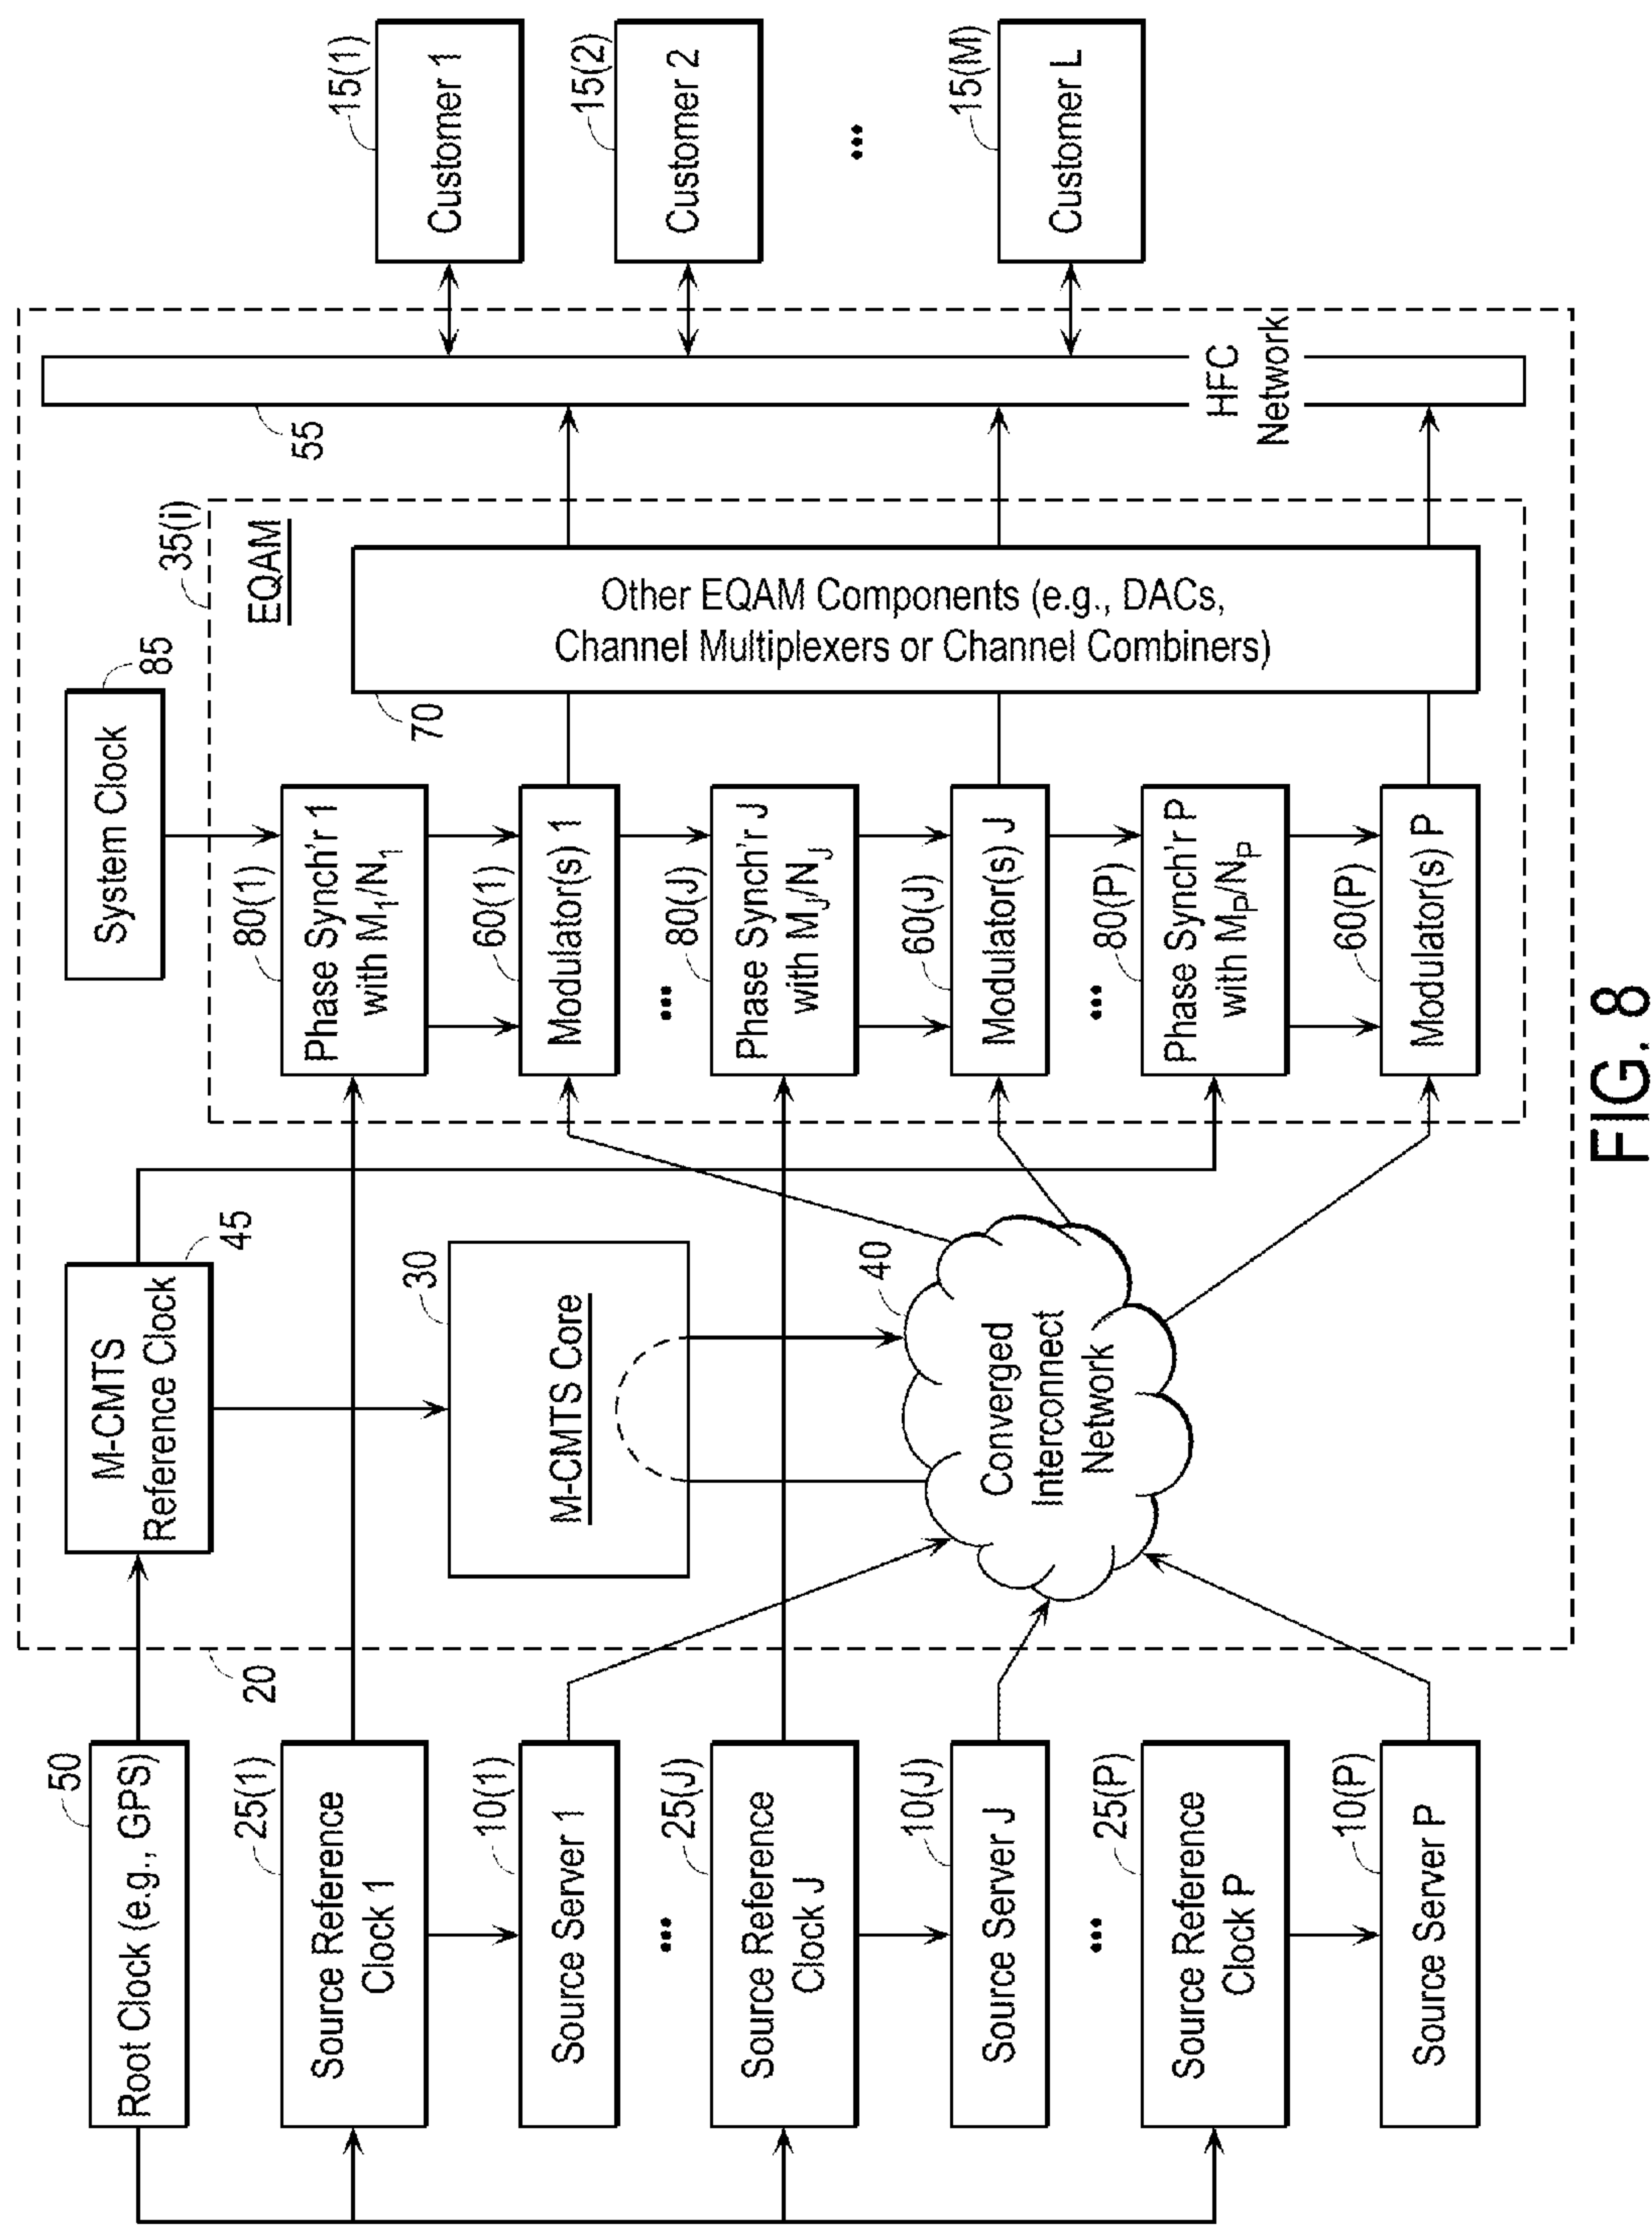 50
Root Clock (e.g., GPS)
25(1)
Source Reference
Clock 1
10(1)
Source Server 1
...
25(J)
Source Reference
Clock J
10(J)
Source Server J
...
25(P)
Source Reference
Clock P
10(P)
Source Server P
20
M-CMTS
Reference Clock
45
30
M-CMTS Core
40
Converged
Interconnect
Network
System Clock
85
35(i)
EQAM
80(1)
Phase Synch'r 1
with M1/N1
60(1)
Modulator(s) 1
...
80(J)
Phase Synch'r J
with MJ/NJ
60(J)
Modulator(s) J
...
80(P)
Phase Synch'r P
with MP/NP
60(P)
Modulator(s) P
70
Other EQAM Components (e.g., DACs,
Channel Multiplexers or Channel Combiners)
55
HFC
Network
15(1)
Customer 1
15(2)
Customer 2
...
15(M)
Customer L
FIG. 8